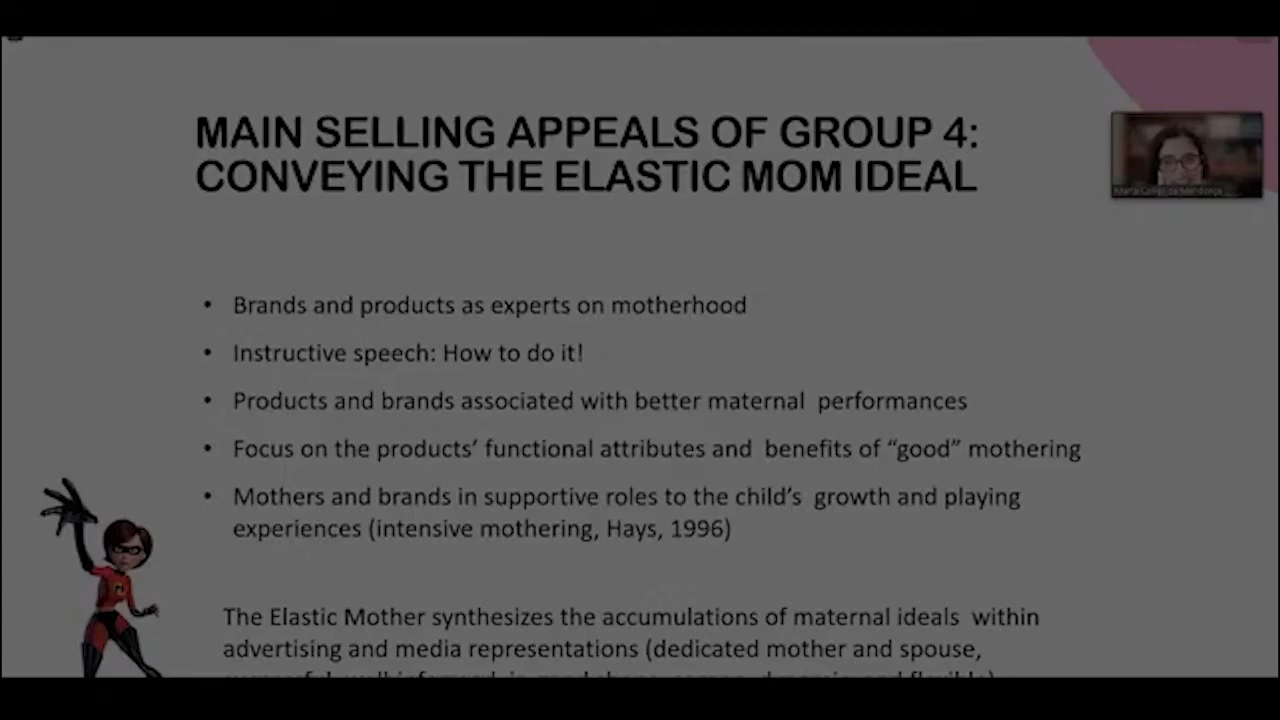 MAIN SELLING APPEALS OF GROUP 4:
CONVEYING THE ELASTIC MOM IDEAL
• Brands and products as experts on motherhood
• Instructive speech: How to do it!
• Products and brands associated with better maternal performances
• Focus on the products’ functional attributes and benefits of “good” mothering
• Mothers and brands in supportive roles to the child’s growth and playing
experiences (intensive mothering, Hays, 1996)
The Elastic Mother synthesizes the accumulations of maternal ideals within
advertising and media representations (dedicated mother and spouse,